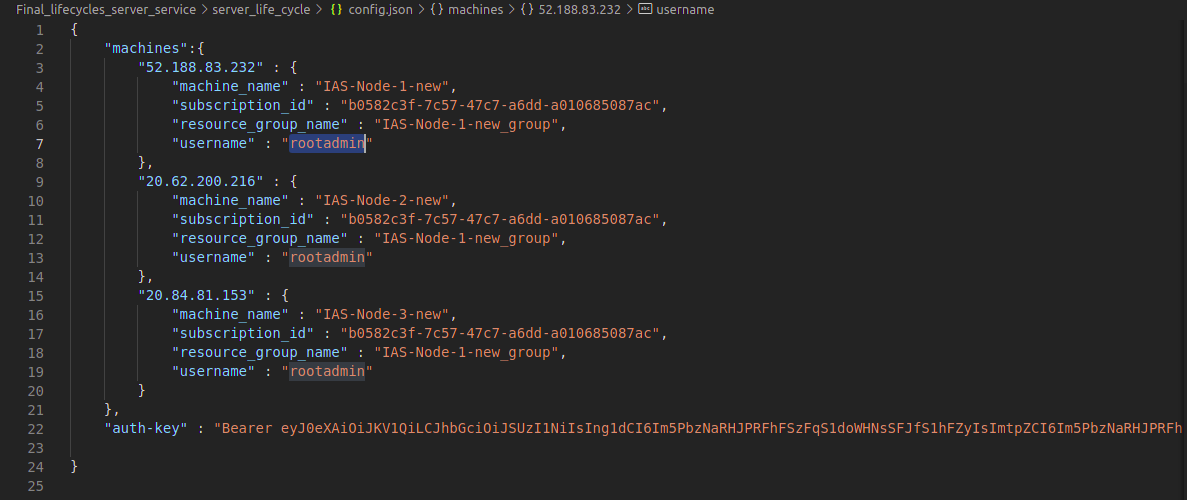 Final_lifecycles_server_service > server_life_cycle > {} config.json > {} machines > {} 52.188.83.232 > abc username
1 {
2 "machines":{
3 "52.188.83.232" : {
4 "machine_name" : "IAS-Node-1-new",
5 "subscription_id" : "b0582c3f-7c57-47c7-a6dd-a010685087ac",
6 "resource_group_name" : "IAS-Node-1-new_group",
7 "username" : "rootadmin"
8 },
9 "20.62.200.216" : {
10 "machine_name" : "IAS-Node-2-new",
11 "subscription_id" : "b0582c3f-7c57-47c7-a6dd-a010685087ac",
12 "resource_group_name" : "IAS-Node-1-new_group",
13 "username" : "rootadmin"
14 },
15 "20.84.81.153" : {
16 "machine_name" : "IAS-Node-3-new",
17 "subscription_id" : "b0582c3f-7c57-47c7-a6dd-a010685087ac",
18 "resource_group_name" : "IAS-Node-1-new_group",
19 "username" : "rootadmin"
20 }
21 },
22 "auth-key" : "Bearer eyJ0eXAiOiJKV1QiLCJhbGciOiJSUzI1NiIsIng1dCI6Im5PbzNaRHJPRFhFSzFqS1doWHNsSFJfS1hFZyIsImtpZCI6Im5PbzNaRHJPRFh
23
24 }
25